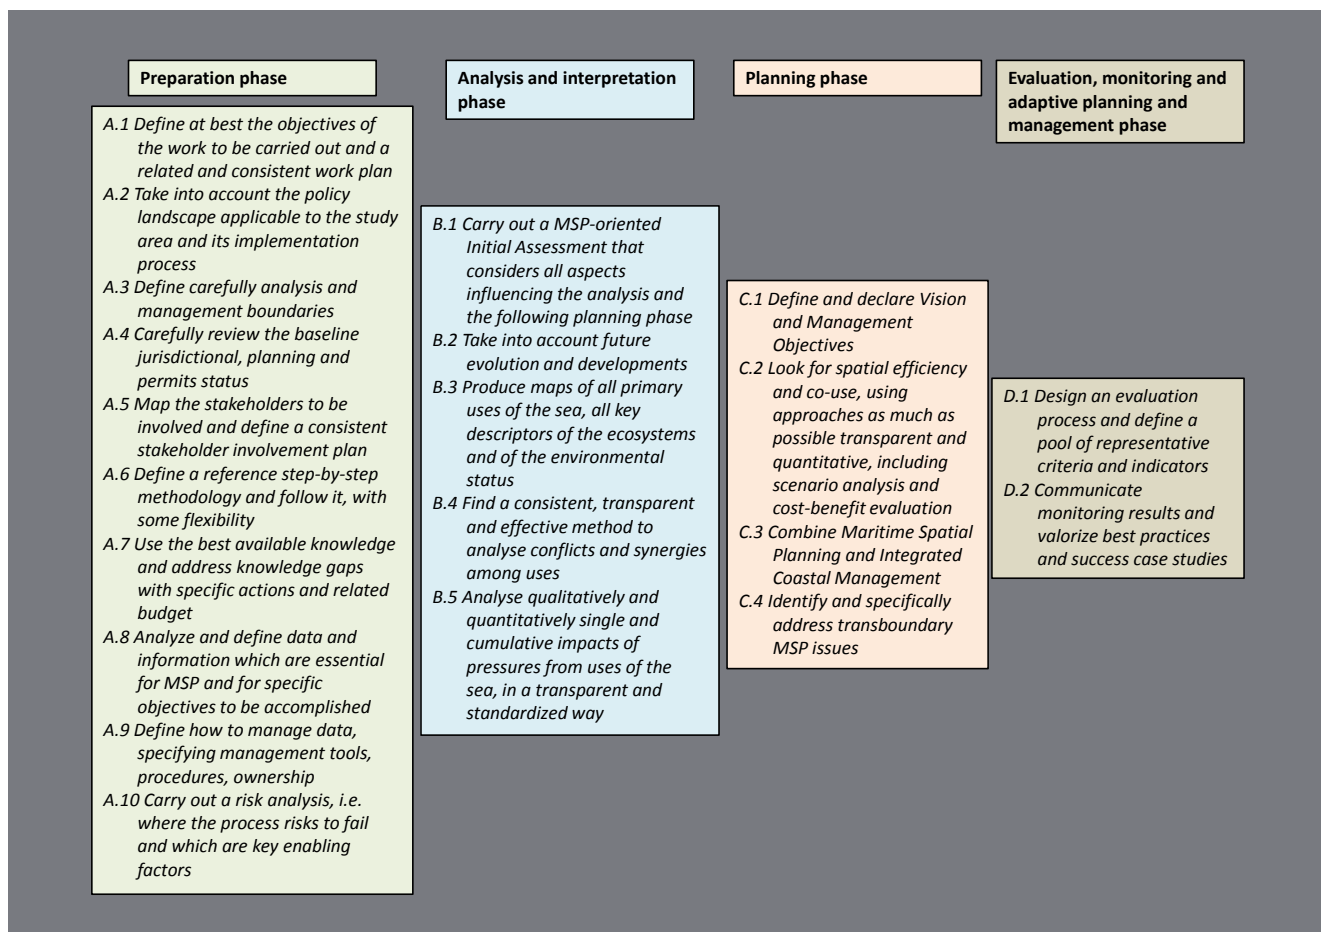 Preparation phase
A.1 Define at best the objectives of
the work to be carried out and a
related and consistent work plan
A.2 Take into account the policy
landscape applicable to the study
area and its implementation
process
A.3 Define carefully analysis and
management boundaries
A.4 Carefully review the baseline
jurisdictional, planning and
permits status
A.5 Map the stakeholders to be
involved and define a consistent
stakeholder involvement plan
A.6 Define a reference step-by-step
methodology and follow it, with
some flexibility
A.7 Use the best available knowledge
and address knowledge gaps
with specific actions and related
budget
A.8 Analyze and define data and
information which are essential
for MSP and for specific
objectives to be accomplished
A.9 Define how to manage data,
specifying management tools,
procedures, ownership
A.10 Carry out a risk analysis, i.e.
where the process risks to fail
and which are key enabling
factors
Analysis and interpretation
phase
B.1 Carry out a MSP-oriented
Initial Assessment that
considers all aspects
influencing the analysis and
the following planning phase
B.2 Take into account future
evolution and developments
B.3 Produce maps of all primary
uses of the sea, all key
descriptors of the ecosystems
and of the environmental
status
B.4 Find a consistent, transparent
and effective method to
analyse conflicts and synergies
among uses
B.5 Analyse qualitatively and
quantitatively single and
cumulative impacts of
pressures from uses of the
sea, in a transparent and
standardized way
Planning phase
C.1 Define and declare Vision
and Management
Objectives
C.2 Look for spatial efficiency
and co-use, using
approaches as much as
possible transparent and
quantitative, including
scenario analysis and
cost-benefit evaluation
C.3 Combine Maritime Spatial
Planning and Integrated
Coastal Management
C.4 Identify and specifically
address transboundary
MSP issues
Evaluation, monitoring and
adaptive planning and
management phase
D.1 Design an evaluation
process and define a
pool of representative
criteria and indicators
D.2 Communicate
monitoring results and
valorize best practices
and success case studies